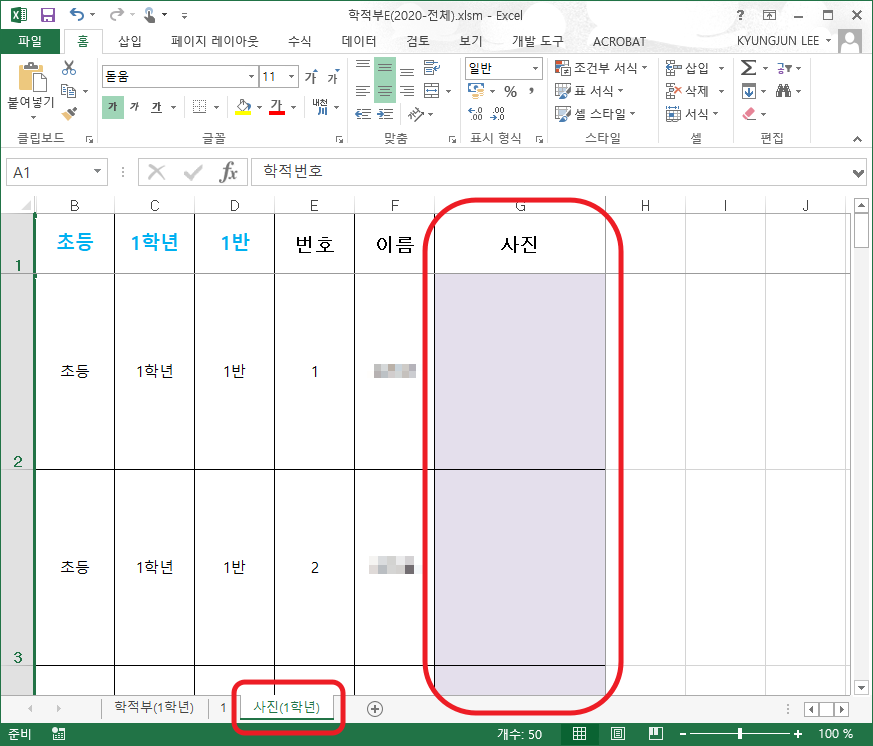 학적부E(2020-전체).xlsm - Excel
파일 홈 삽입 페이지 레이아웃 수식 데이터 검토 보기 개발 도구 ACROBAT KYUNGJUN LEE
붙여넣기
돋움 11 가 가
가 가 가 가 내천
일반
% ,
조건부 서식
표 서식
셀 스타일
삽입
삭제
서식
클립보드 글꼴 맞춤 표시 형식 스타일 셀 편집
A1 fx 학적번호
B C D E F G H I J
1 초등 1학년 1반 번호 이름 사진
2 초등 1학년 1반 1
3 초등 1학년 1반 2
학적부(1학년) 1 사진(1학년)
준비 개수: 50 100 %